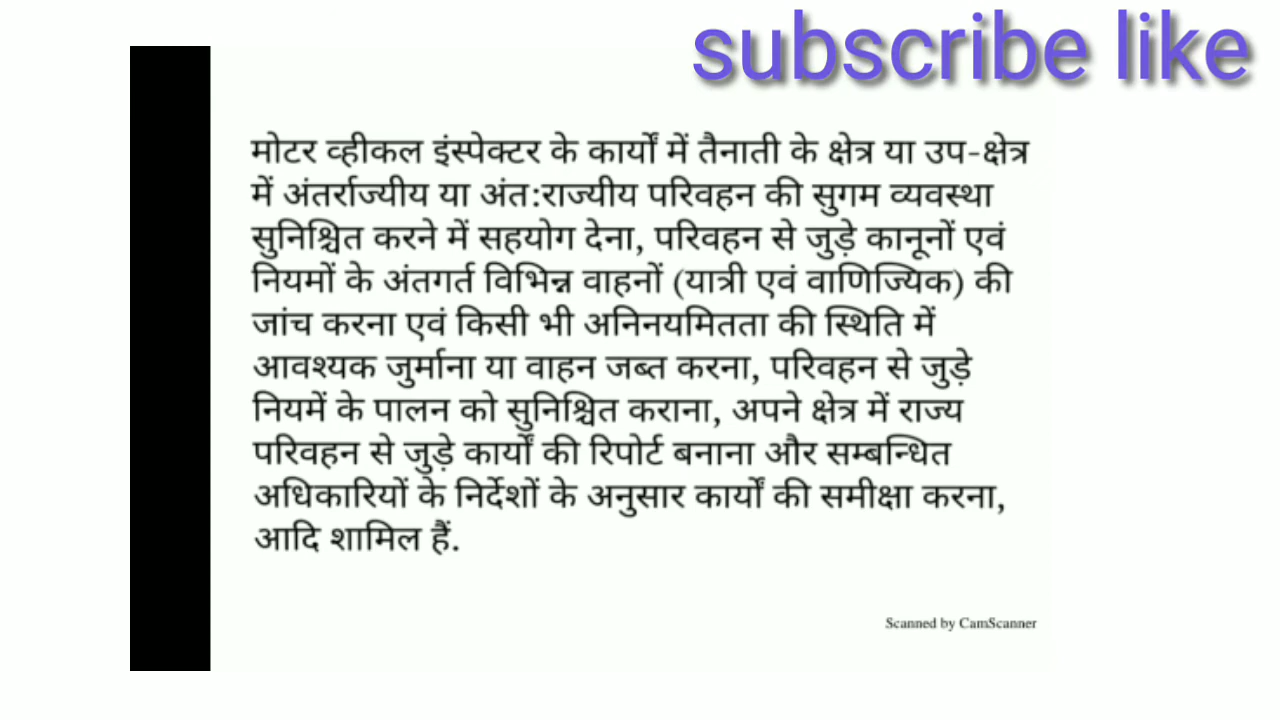 subscribe like
मोटर व्हीकल इंस्पेक्टर के कार्यों में तैनाती के क्षेत्र या उप-क्षेत्र
में अंतर्राज्यीय या अंत:राज्यीय परिवहन की सुगम व्यवस्था
सुनिश्चित करने में सहयोग देना, परिवहन से जुड़े कानूनों एवं
नियमों के अंतगर्त विभिन्न वाहनों (यात्री एवं वाणिज्यिक) की
जांच करना एवं किसी भी अनिनयमितता की स्थिति में
आवश्यक जुर्माना या वाहन जब्त करना, परिवहन से जुड़े
नियमें के पालन को सुनिश्चित कराना, अपने क्षेत्र में राज्य
परिवहन से जुड़े कार्यों की रिपोर्ट बनाना और सम्बन्धित
अधिकारियों के निर्देशों के अनुसार कार्यों की समीक्षा करना,
आदि शामिल हैं.
Scanned by CamScanner